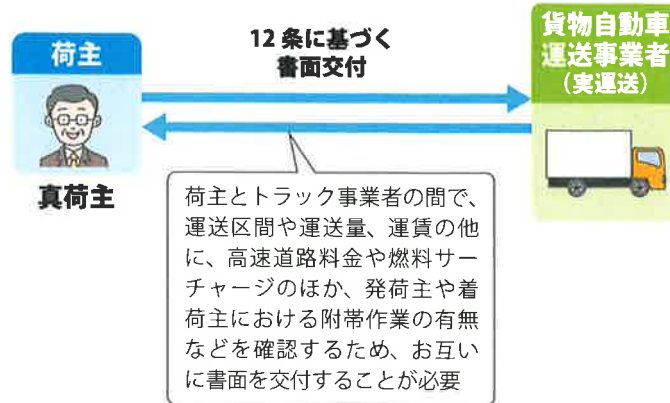 荷主
真荷主
12 条に基づく
書面交付
貨物自動車
運送事業者
（実運送）
荷主とトラック事業者の間で、
運送区間や運送量、運賃の他
に、高速道路料金や燃料サー
チャージのほか、発荷主や着
荷主における附帯作業の有無
などを確認するため、お互い
に書面を交付することが必要